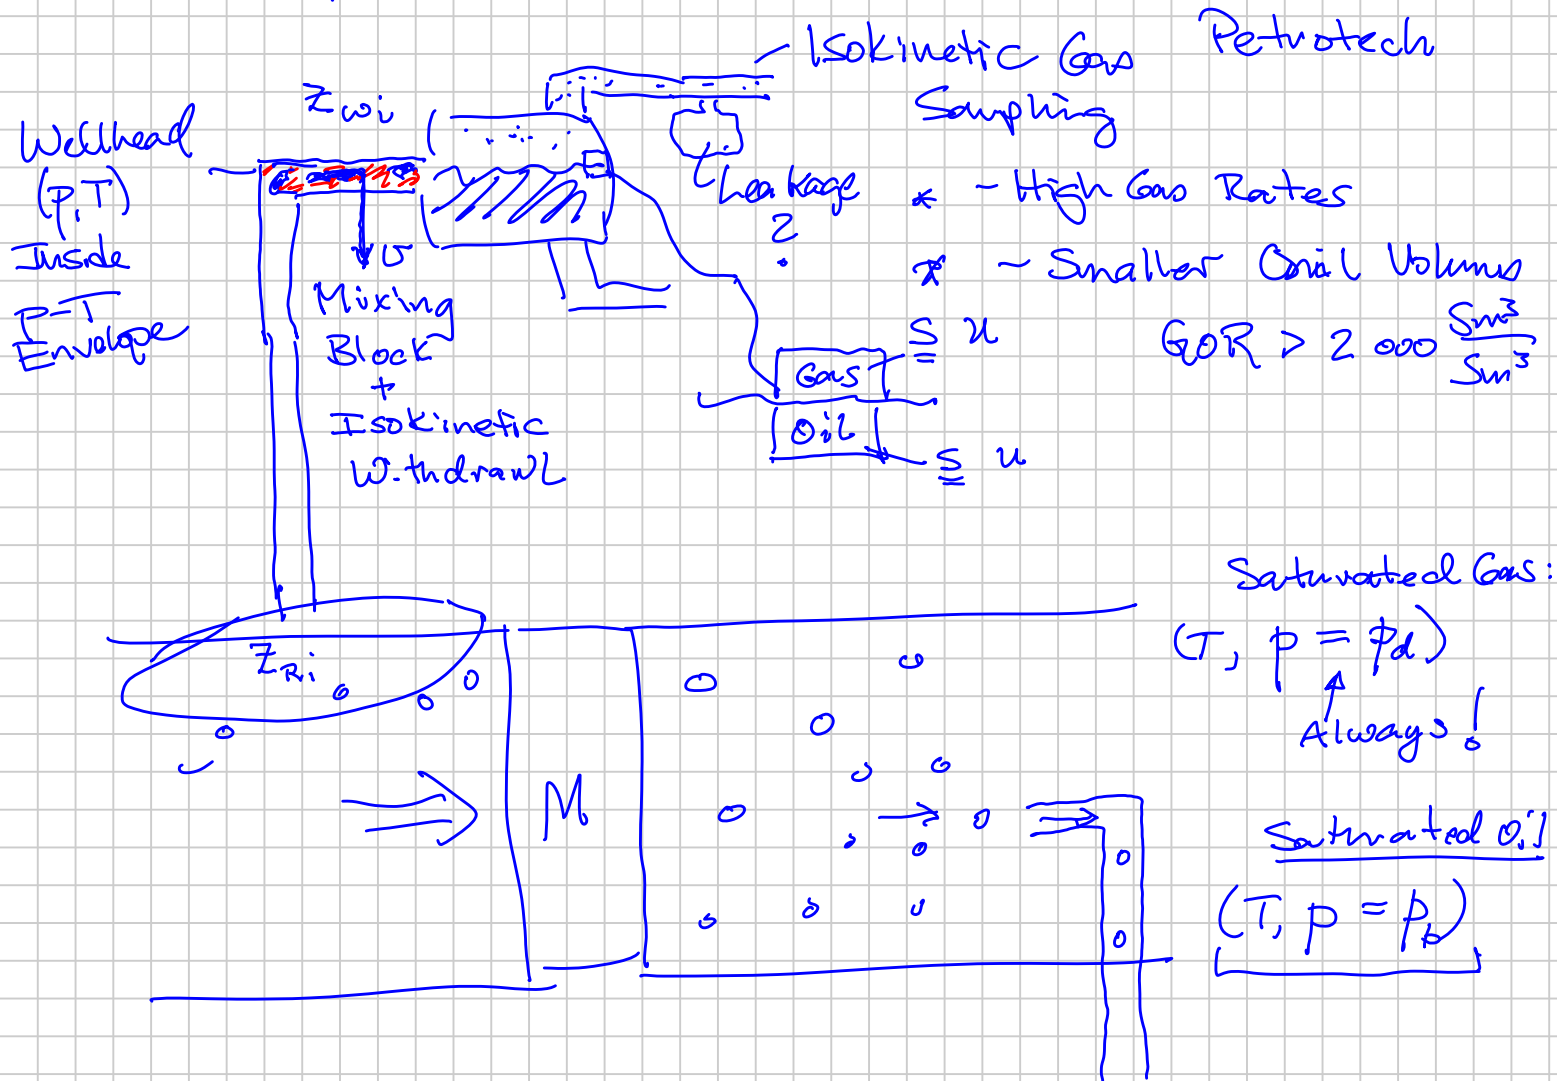 Petrotech
Isokinetic Gas
Sampling
Zwi
Wellhead
(P,T)
Inside
P-T
Envelope
Leakage
?
* - High Gas Rates
* - Smaller Oil Volumes
GOR > 2 000 Sm³
Sm³
v
Mixing
Block
+
Isokinetic
Withdrawl
S u
Gas
Oil
S u
Saturated Gas:
(T, p = pd)
Always!
ZRi
M
Saturated Oil
(T, p = pb)